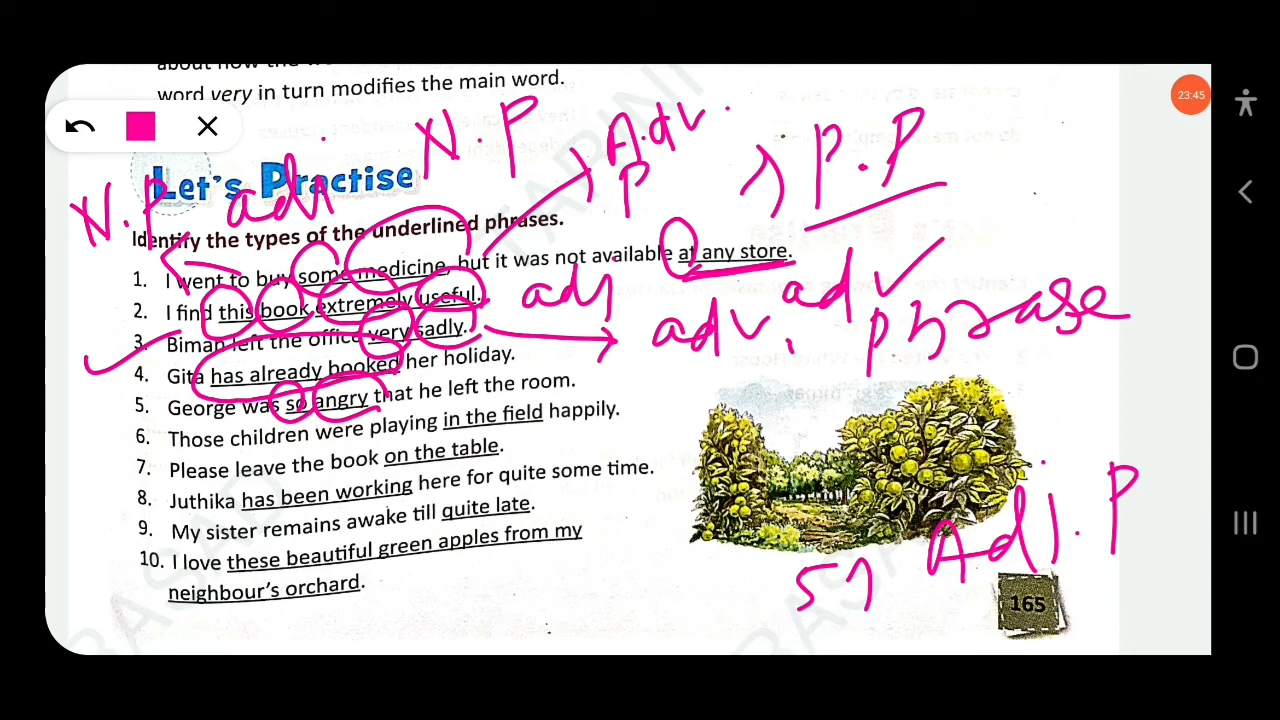 word very in turn modifies the main word.
23:45
N.P
Adv.
P
P.P
N.P
adj
Let's Practise
Identify the types of the underlined phrases.
1. I went to buy some medicine, but it was not available at any store.
2. I find this book extremely useful.
adj
adv
3. Biman left the office very sadly.
adv. phrase
4. Gita has already booked her holiday.
5. George was so angry that he left the room.
6. Those children were playing in the field happily.
7. Please leave the book on the table.
8. Juthika has been working here for quite some time.
9. My sister remains awake till quite late.
10. I love these beautiful green apples from my
neighbour's orchard.
5) Adj. P
165